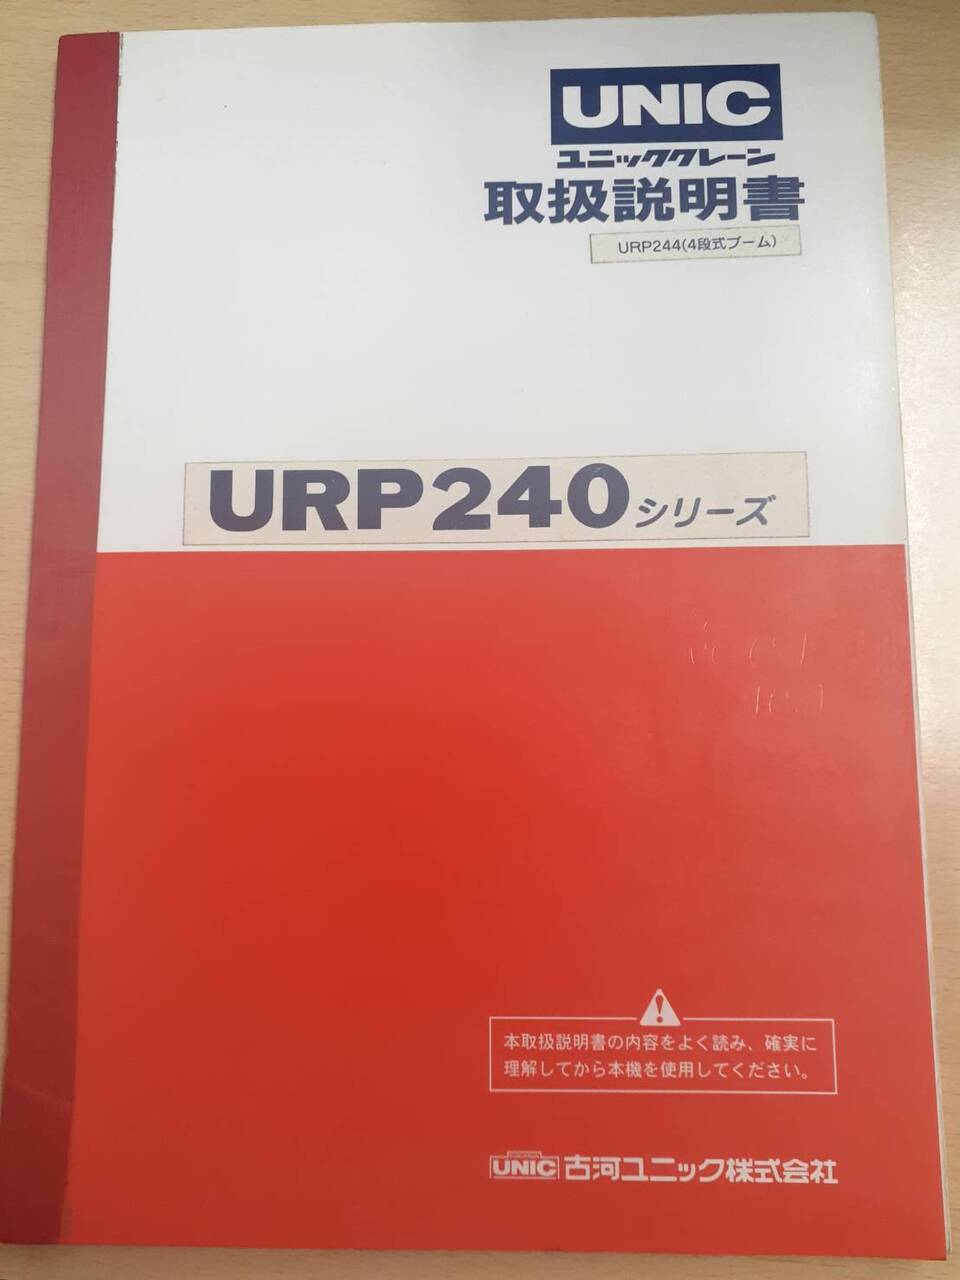 UNIC
ユニッククレーン
取扱説明書
URP244(4段式ブーム)
URP240シリーズ
本取扱説明書の内容をよく読み、確実に
理解してから本機を使用してください。
UNIC 古河ユニック株式会社